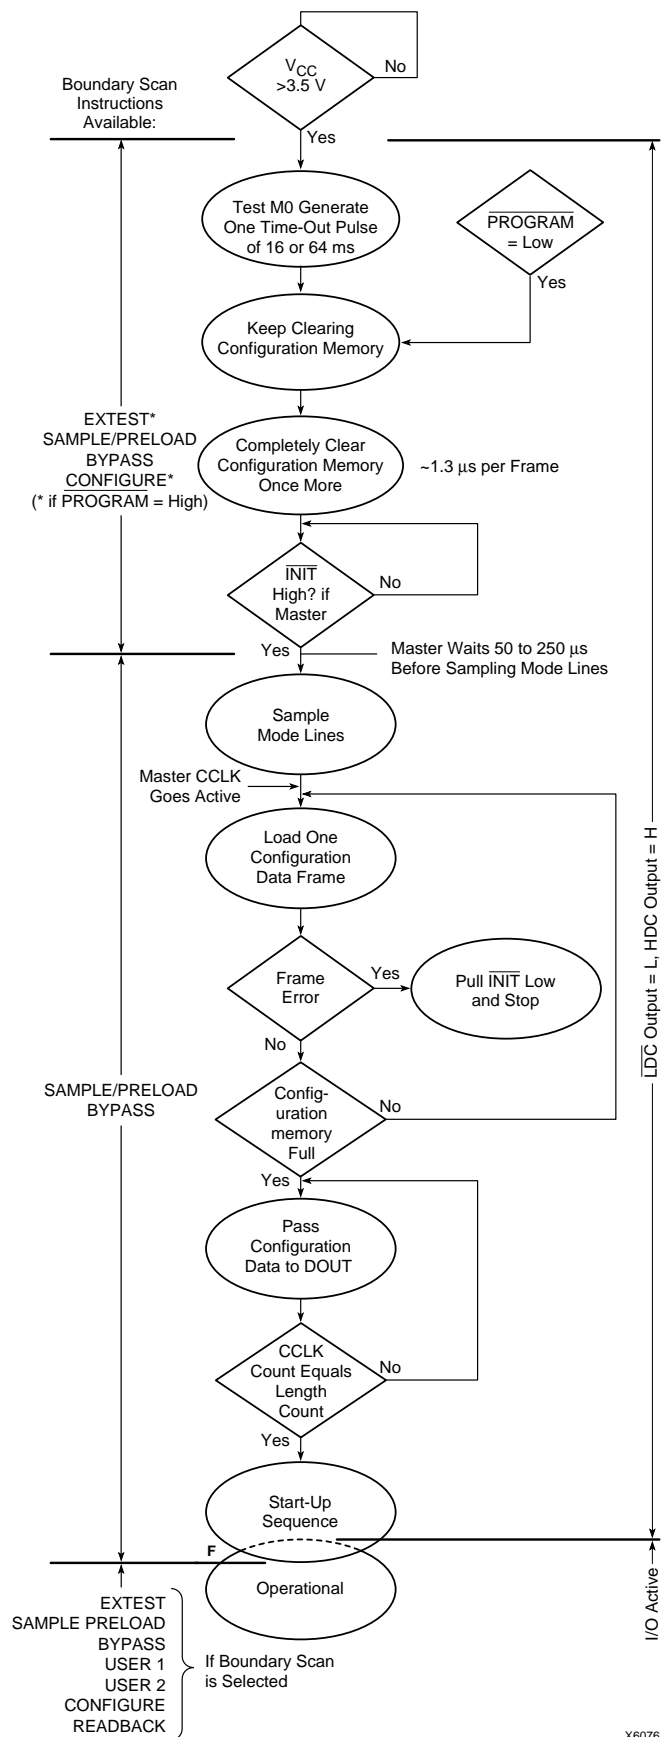 V_CC
>3.5 V
No
Boundary Scan
Instructions
Available:
Yes
Test M0 Generate
One Time-Out Pulse
of 16 or 64 ms
PROGRAM
= Low
Yes
Keep Clearing
Configuration Memory
EXTEST*
SAMPLE/PRELOAD
BYPASS
CONFIGURE*
(* if PROGRAM = High)
Completely Clear
Configuration Memory
Once More
~1.3 µs per Frame
INIT
High? if
Master
No
Yes
Master Waits 50 to 250 µs
Before Sampling Mode Lines
Sample
Mode Lines
Master CCLK
Goes Active
Load One
Configuration
Data Frame
LDC Output = L, HDC Output = H
Frame
Error
Yes
Pull INIT Low
and Stop
No
SAMPLE/PRELOAD
BYPASS
Config-
uration
memory
Full
No
Yes
Pass
Configuration
Data to DOUT
CCLK
Count Equals
Length
Count
No
Yes
Start-Up
Sequence
F
Operational
I/O Active
EXTEST
SAMPLE PRELOAD
BYPASS
USER 1
USER 2
CONFIGURE
READBACK
If Boundary Scan
is Selected
X6076